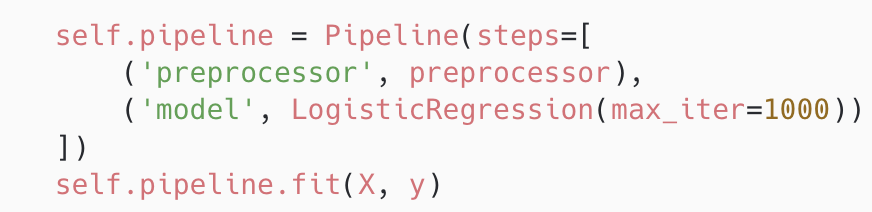 self.pipeline = Pipeline(steps=[
    ('preprocessor', preprocessor),
    ('model', LogisticRegression(max_iter=1000))
])
self.pipeline.fit(X, y)